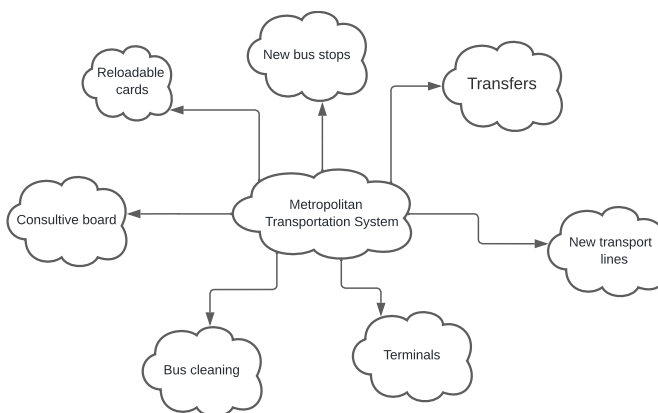 New bus stops
Reloadable
cards
Transfers
Metropolitan
Transportation System
Consultive board
New transport
lines
Bus cleaning
Terminals